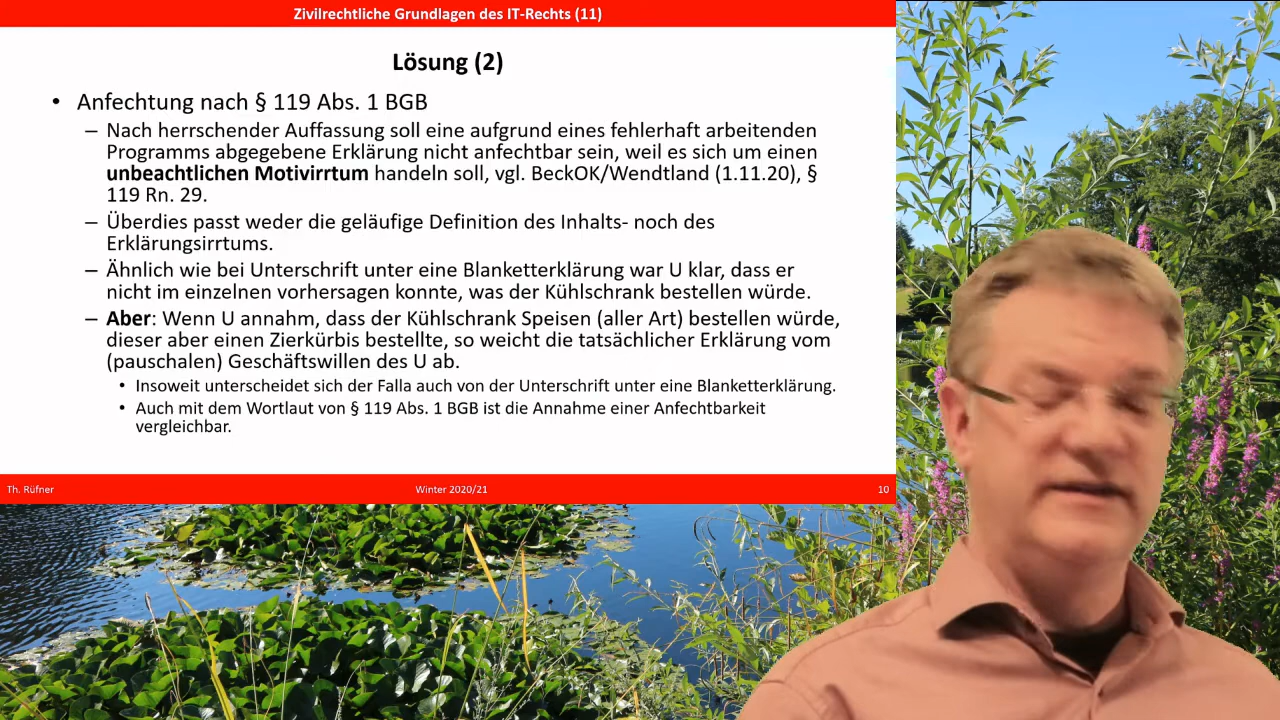 Zivilrechtliche Grundlagen des IT-Rechts (11)
Lösung (2)
• Anfechtung nach § 119 Abs. 1 BGB
– Nach herrschender Auffassung soll eine aufgrund eines fehlerhaft arbeitenden
Programms abgegebene Erklärung nicht anfechtbar sein, weil es sich um einen
unbeachtlichen Motivirrtum handeln soll, vgl. BeckOK/Wendtland (1.11.20), §
119 Rn. 29.
– Überdies passt weder die geläufige Definition des Inhalts- noch des
Erklärungsirrtums.
– Ähnlich wie bei Unterschrift unter eine Blanketterklärung war U klar, dass er
nicht im einzelnen vorhersagen konnte, was der Kühlschrank bestellen würde.
– Aber: Wenn U annahm, dass der Kühlschrank Speisen (aller Art) bestellen würde,
dieser aber einen Zierkürbis bestellte, so weicht die tatsächlicher Erklärung vom
(pauschalen) Geschäftswillen des U ab.
• Insoweit unterscheidet sich der Falla auch von der Unterschrift unter eine Blanketterklärung.
• Auch mit dem Wortlaut von § 119 Abs. 1 BGB ist die Annahme einer Anfechtbarkeit
vergleichbar.
Th. Rüfner
Winter 2020/21
10